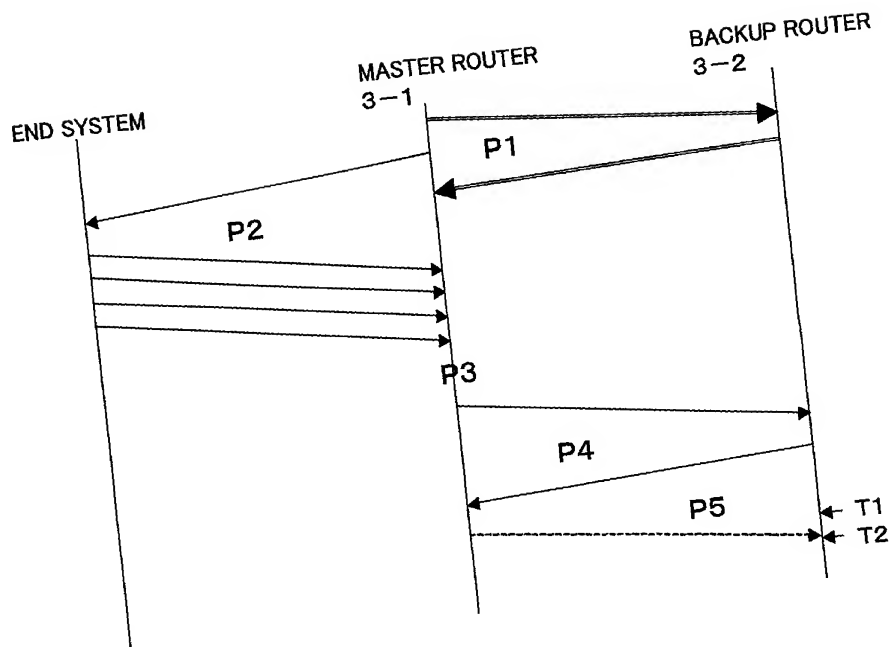 BACKUP ROUTER
3-2
MASTER ROUTER
3-1
END SYSTEM
P1
P2
P3
P4
P5
T1
T2